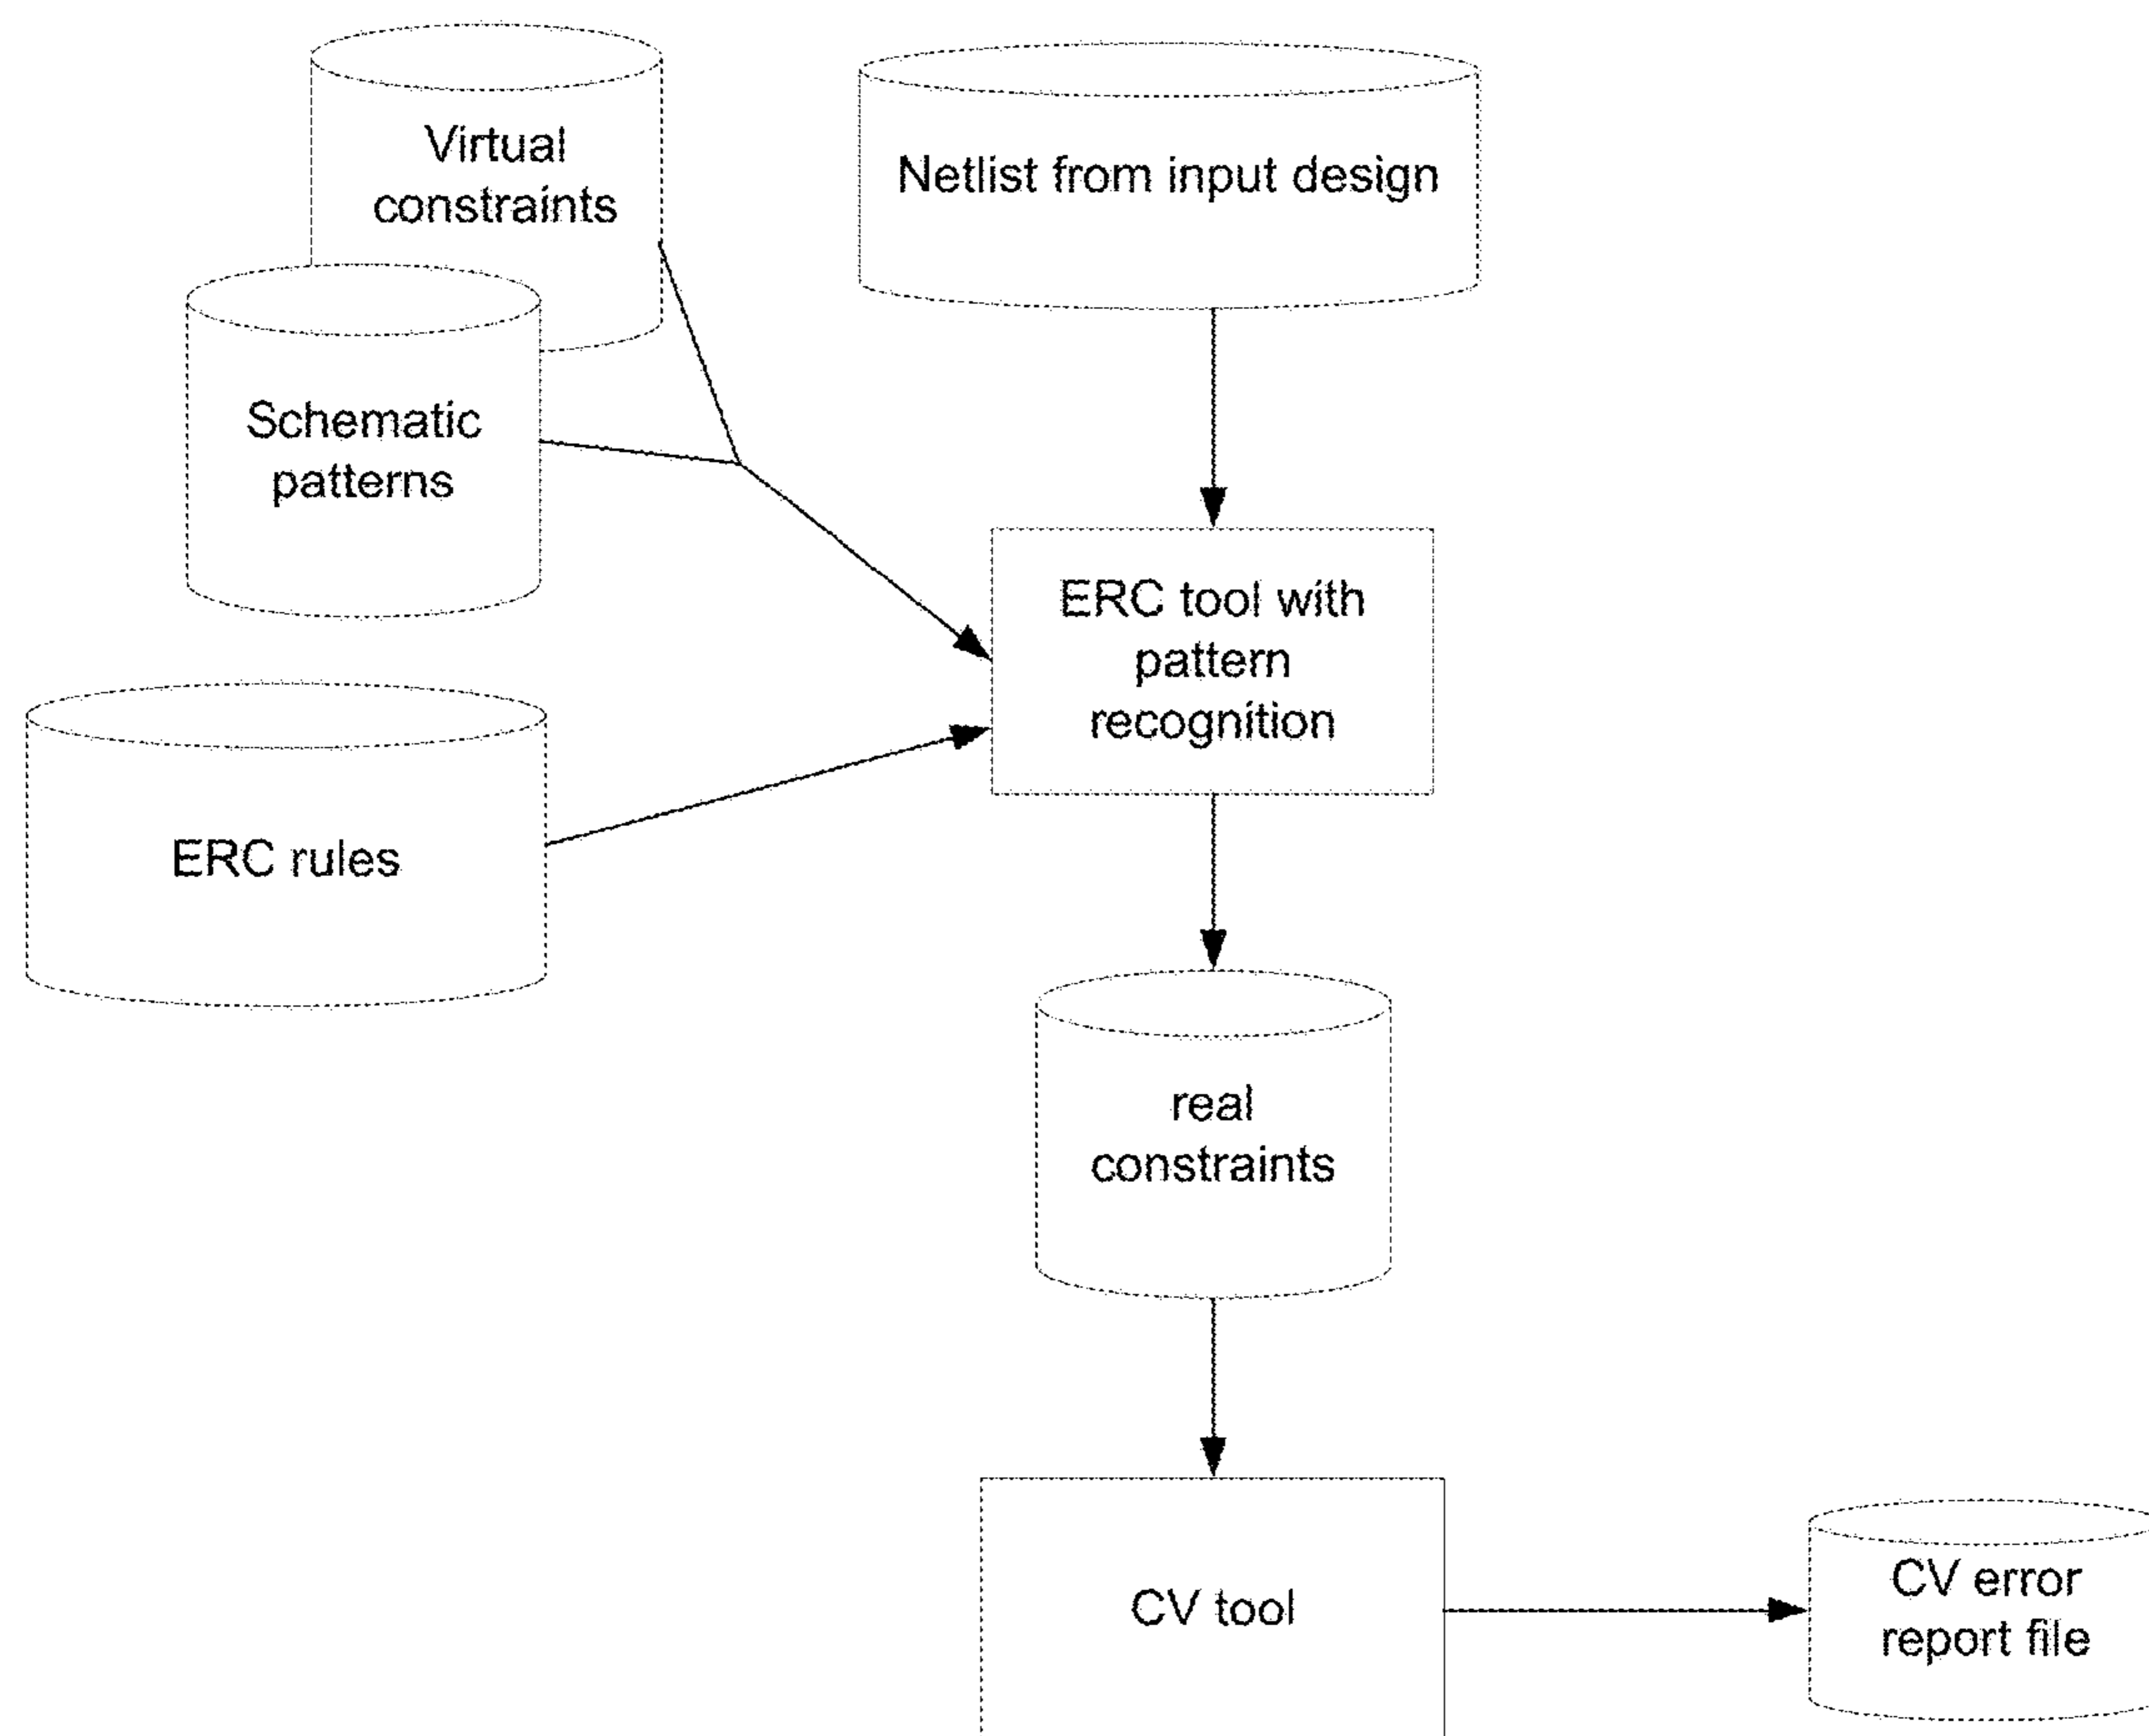 Virtual
constraints
Netlist from input design
Schematic
patterns
ERC tool with
pattern
recognition
ERC rules
real
constraints
CV tool
CV error
report file